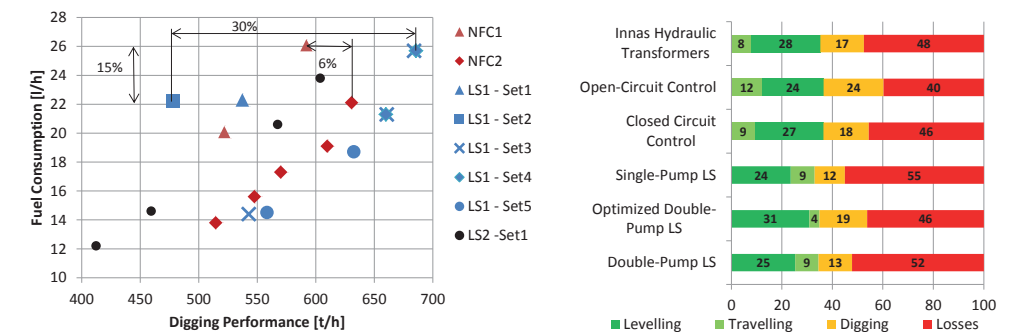 28
26
24
22
20
18
16
14
12
10
Fuel Consumption [l/h]
30%
15%
6%
400 450 500 550 600 650 700
Digging Performance [t/h]
NFC1
NFC2
LS1 - Set1
LS1 - Set2
LS1 - Set3
LS1 - Set4
LS1 - Set5
LS2 -Set1
Innas Hydraulic
Transformers
8 28 17 48
Open-Circuit Control
12 24 24 40
Closed Circuit
Control
9 27 18 46
Single-Pump LS
24 9 12 55
Optimized Double-
Pump LS
31 4 19 46
Double-Pump LS
25 9 13 52
0 20 40 60 80 100
Levelling Travelling Digging Losses